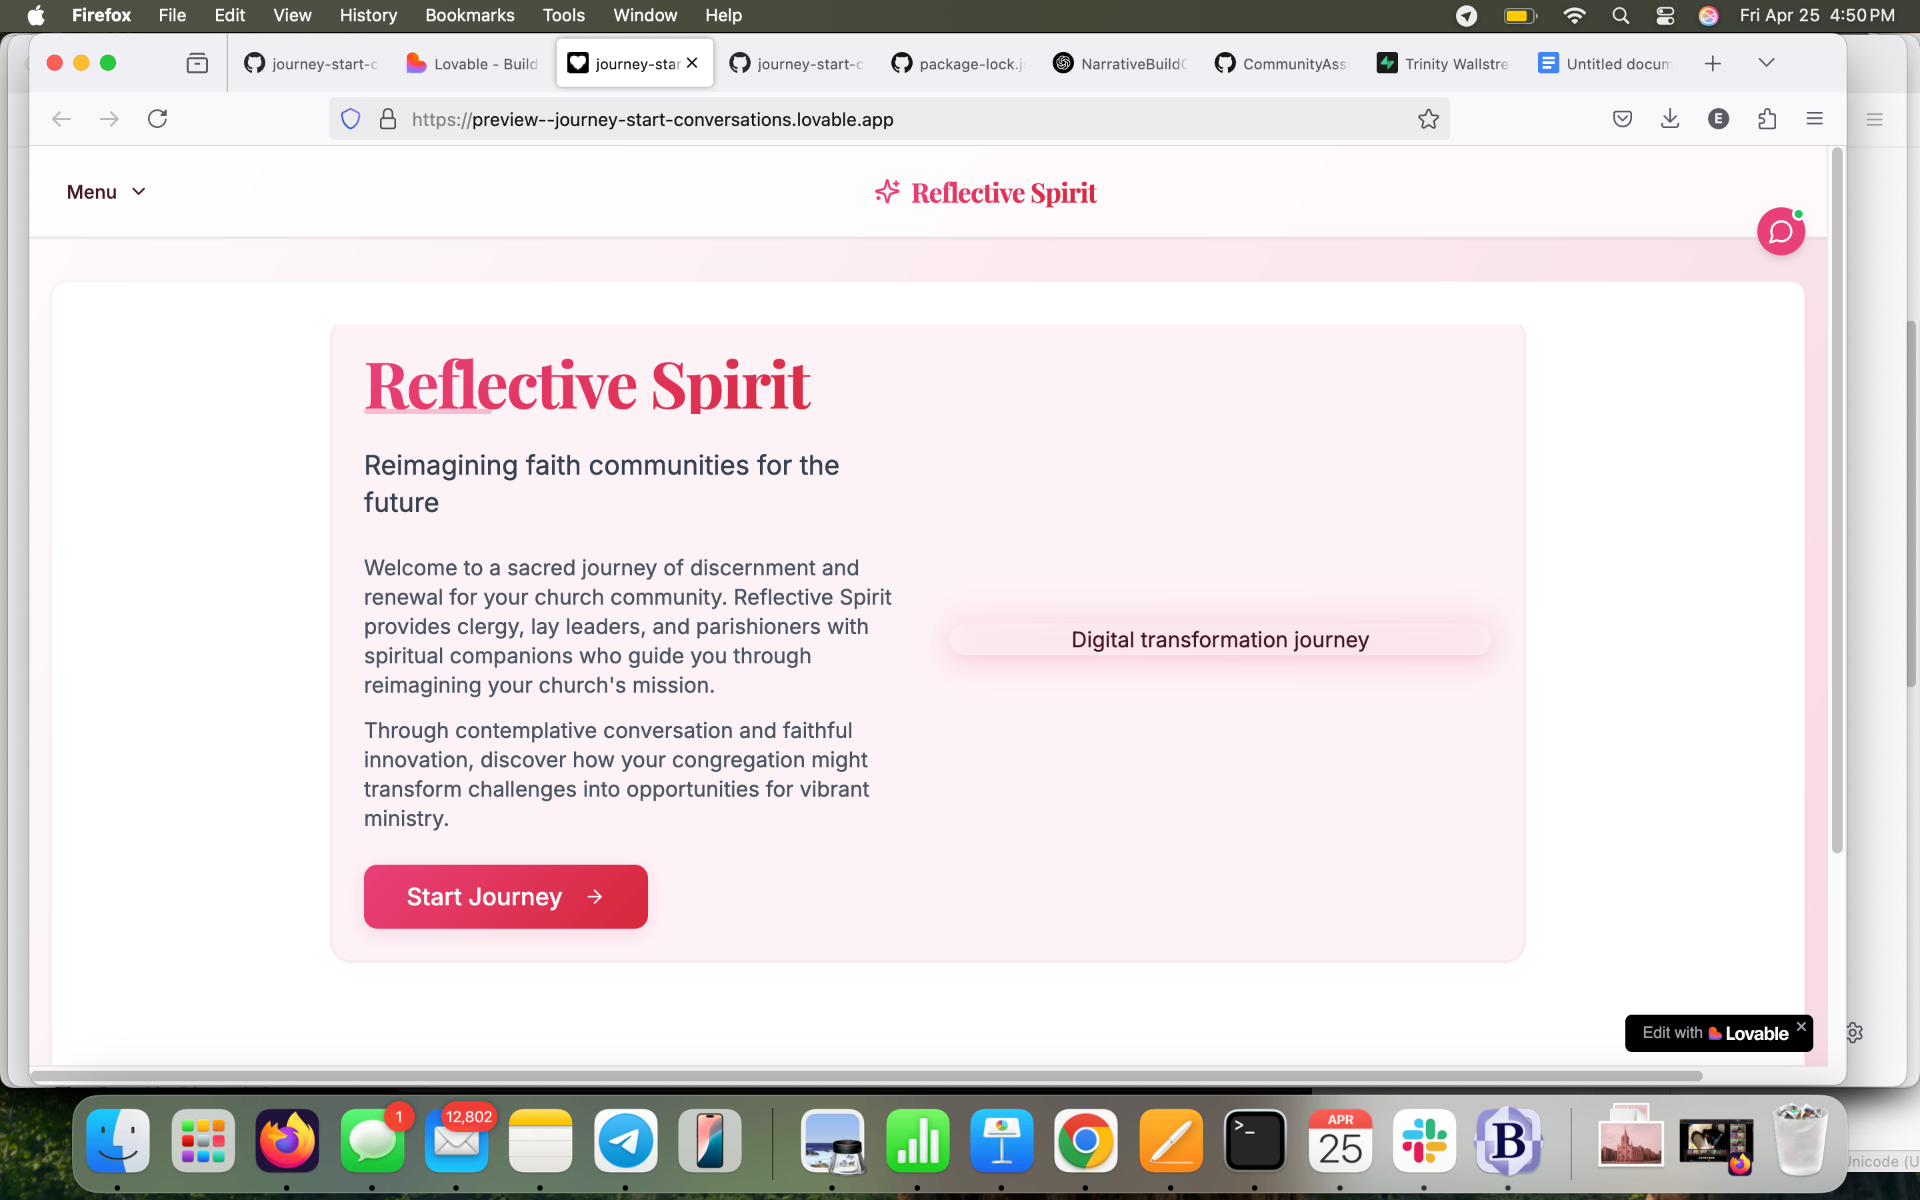 Firefox File Edit View History Bookmarks Tools Window Help Fri Apr 25 4:50 PM
journey-start-c Lovable - Build journey-star journey-start-c package-lock.j NarrativeBuild CommunityAss Trinity Wallstre Untitled docum
https://preview--journey-start-conversations.lovable.app E
Menu Reflective Spirit
Reflective Spirit
Reimagining faith communities for the
future
Welcome to a sacred journey of discernment and
renewal for your church community. Reflective Spirit
provides clergy, lay leaders, and parishioners with
spiritual companions who guide you through
reimagining your church's mission.
Digital transformation journey
Through contemplative conversation and faithful
innovation, discover how your congregation might
transform challenges into opportunities for vibrant
ministry.
Start Journey
Edit with Lovable
1 12,802
APR
25
B